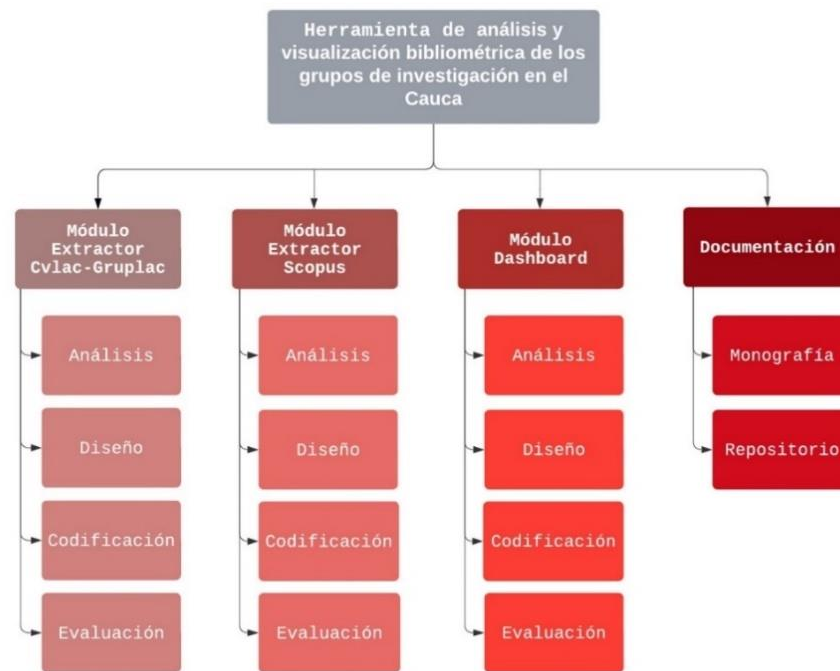 Herramienta de análisis y
visualización bibliométrica de los
grupos de investigación en el
Cauca
Módulo
Extractor
Cvlac-Gruplac
Análisis
Diseño
Codificación
Evaluación
Módulo
Extractor
Scopus
Análisis
Diseño
Codificación
Evaluación
Módulo
Dashboard
Análisis
Diseño
Codificación
Evaluación
Documentación
Monografía
Repositorio